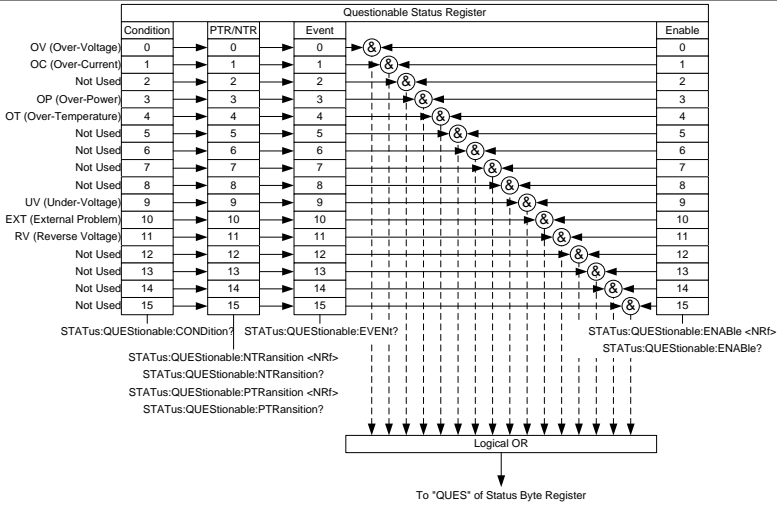 Questionable Status Register
Condition PTR/NTR Event Enable
OV (Over-Voltage) 0 0 0 & 0
OC (Over-Current) 1 1 1 & 1
Not Used 2 2 2 & 2
OP (Over-Power) 3 3 3 & 3
OT (Over-Temperature) 4 4 4 & 4
Not Used 5 5 5 & 5
Not Used 6 6 6 & 6
Not Used 7 7 7 & 7
Not Used 8 8 8 & 8
UV (Under-Voltage) 9 9 9 & 9
EXT (External Problem) 10 10 10 & 10
RV (Reverse Voltage) 11 11 11 & 11
Not Used 12 12 12 & 12
Not Used 13 13 13 & 13
Not Used 14 14 14 & 14
Not Used 15 15 15 & 15
STATus:QUEStionable:CONDition? STATus:QUEStionable:EVENt? STATus:QUEStionable:ENABle <NRf>
STATus:QUEStionable:ENABle?
STATus:QUEStionable:NTRansition <NRf>
STATus:QUEStionable:NTRansition?
STATus:QUEStionable:PTRansition <NRf>
STATus:QUEStionable:PTRansition?
Logical OR
To "QUES" of Status Byte Register